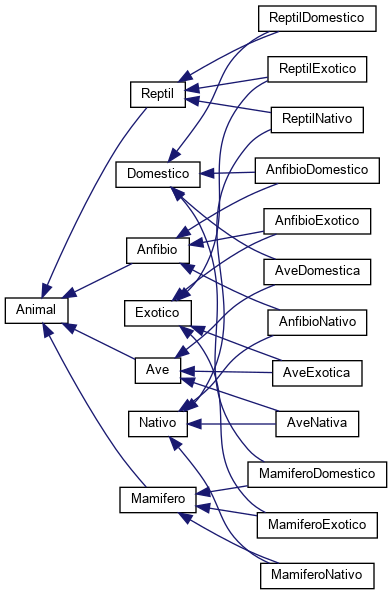 Animal
Reptil
Domestico
Anfibio
Exotico
Ave
Nativo
Mamifero
ReptilDomestico
ReptilExotico
ReptilNativo
AnfibioDomestico
AnfibioExotico
AveDomestica
AnfibioNativo
AveExotica
AveNativa
MamiferoDomestico
MamiferoExotico
MamiferoNativo